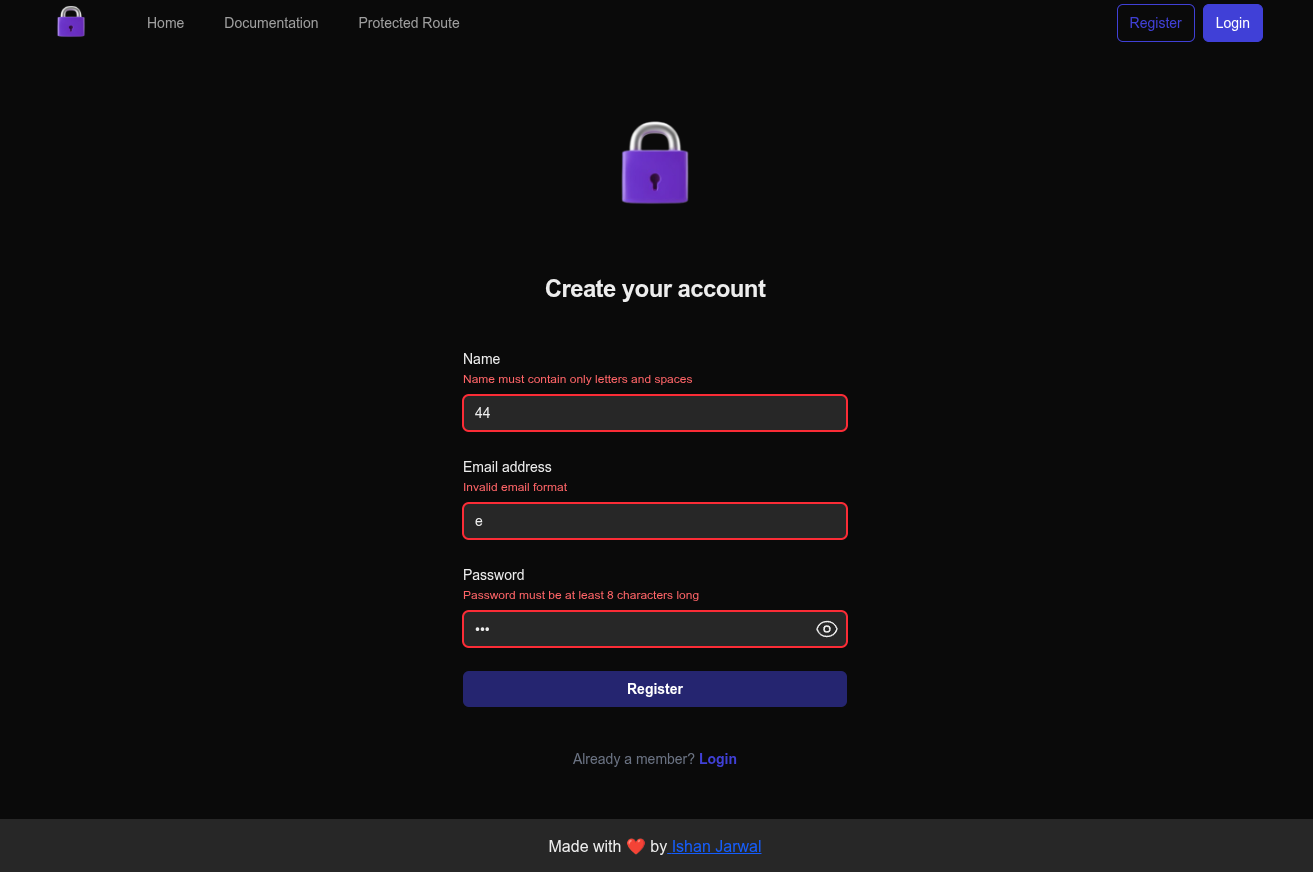 Home Documentation Protected Route Register Login
Create your account
Name
Name must contain only letters and spaces
44
Email address
Invalid email format
e
Password
Password must be at least 8 characters long
•••
Register
Already a member? Login
Made with ❤️ by Ishan Jarwal